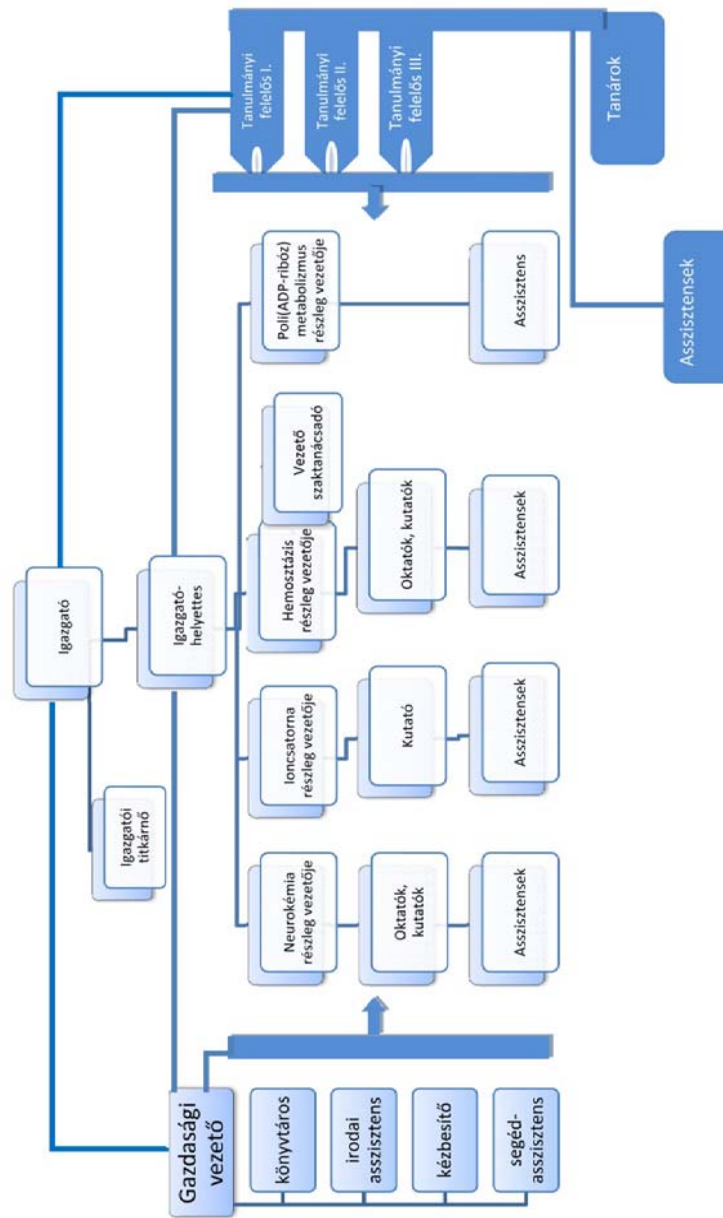 Igazgató
Igazgatói
titkárnő
Igazgató-
helyettes
Gazdasági
vezető
könyvtáros
irodai
asszisztens
kézbesítő
segéd-
asszisztens
Neurokémia
részleg vezetője
Oktatók,
kutatók
Asszisztensek
Ioncsatorna
részleg vezetője
Kutató
Asszisztensek
Hemosztázis
részleg vezetője
Vezető
szaktanácsadó
Oktatók, kutatók
Asszisztensek
Poli(ADP-ribóz)
metabolizmus
részleg vezetője
Asszisztens
Tanulmányi
felelős I.
Tanulmányi
felelős II.
Tanulmányi
felelős III.
Tanárok
Asszisztensek